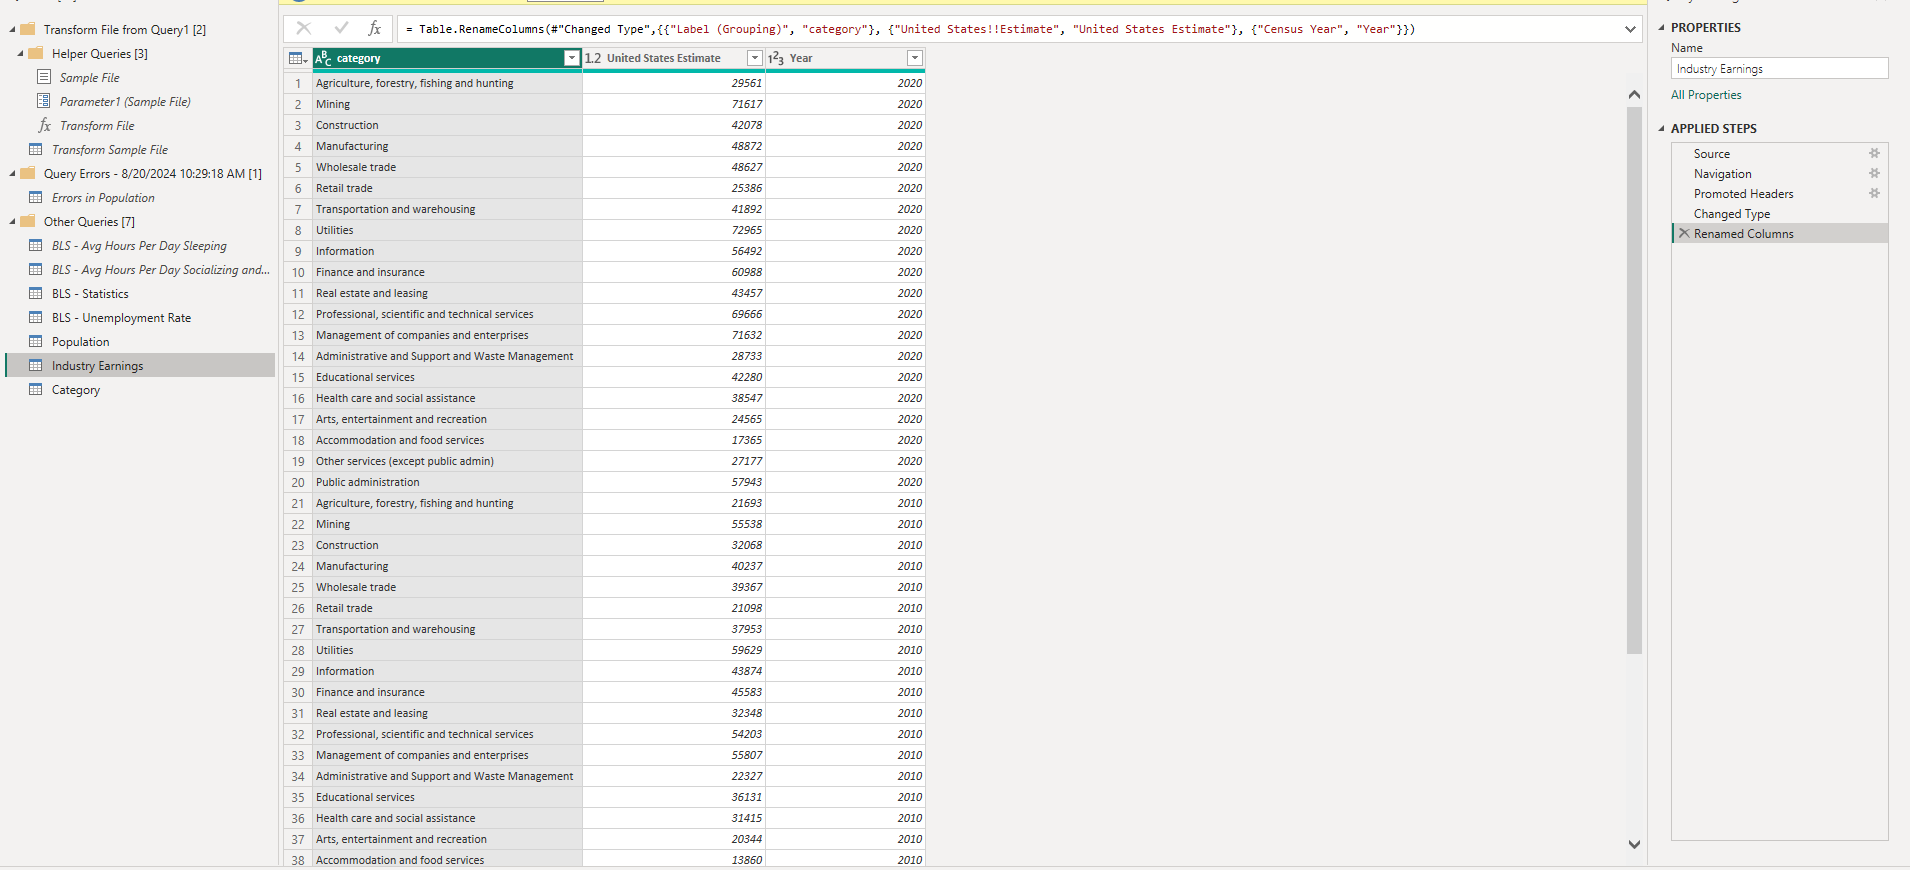 Transform File from Query1 [2]
Helper Queries [3]
Sample File
Parameter1 (Sample File)
fx Transform File
Transform Sample File
Query Errors - 8/20/2024 10:29:18 AM [1]
Errors in Population
Other Queries [7]
BLS - Avg Hours Per Day Sleeping
BLS - Avg Hours Per Day Socializing and...
BLS - Statistics
BLS - Unemployment Rate
Population
Industry Earnings
Category
fx = Table.RenameColumns(#"Changed Type",{{"Label (Grouping)", "category"}, {"United States!!Estimate", "United States Estimate"}, {"Census Year", "Year"}})
ABC category 1.2 United States Estimate 123 Year
1 Agriculture, forestry, fishing and hunting 29561 2020
2 Mining 71617 2020
3 Construction 42078 2020
4 Manufacturing 48872 2020
5 Wholesale trade 48627 2020
6 Retail trade 25386 2020
7 Transportation and warehousing 41892 2020
8 Utilities 72965 2020
9 Information 56492 2020
10 Finance and insurance 60988 2020
11 Real estate and leasing 43457 2020
12 Professional, scientific and technical services 69666 2020
13 Management of companies and enterprises 71632 2020
14 Administrative and Support and Waste Management 28733 2020
15 Educational services 42280 2020
16 Health care and social assistance 38547 2020
17 Arts, entertainment and recreation 24565 2020
18 Accommodation and food services 17365 2020
19 Other services (except public admin) 27177 2020
20 Public administration 57943 2020
21 Agriculture, forestry, fishing and hunting 21693 2010
22 Mining 55538 2010
23 Construction 32068 2010
24 Manufacturing 40237 2010
25 Wholesale trade 39367 2010
26 Retail trade 21098 2010
27 Transportation and warehousing 37953 2010
28 Utilities 59629 2010
29 Information 43874 2010
30 Finance and insurance 45583 2010
31 Real estate and leasing 32348 2010
32 Professional, scientific and technical services 54203 2010
33 Management of companies and enterprises 55807 2010
34 Administrative and Support and Waste Management 22327 2010
35 Educational services 36131 2010
36 Health care and social assistance 31415 2010
37 Arts, entertainment and recreation 20344 2010
38 Accommodation and food services 13860 2010
PROPERTIES
Name
Industry Earnings
All Properties
APPLIED STEPS
Source
Navigation
Promoted Headers
Changed Type
Renamed Columns